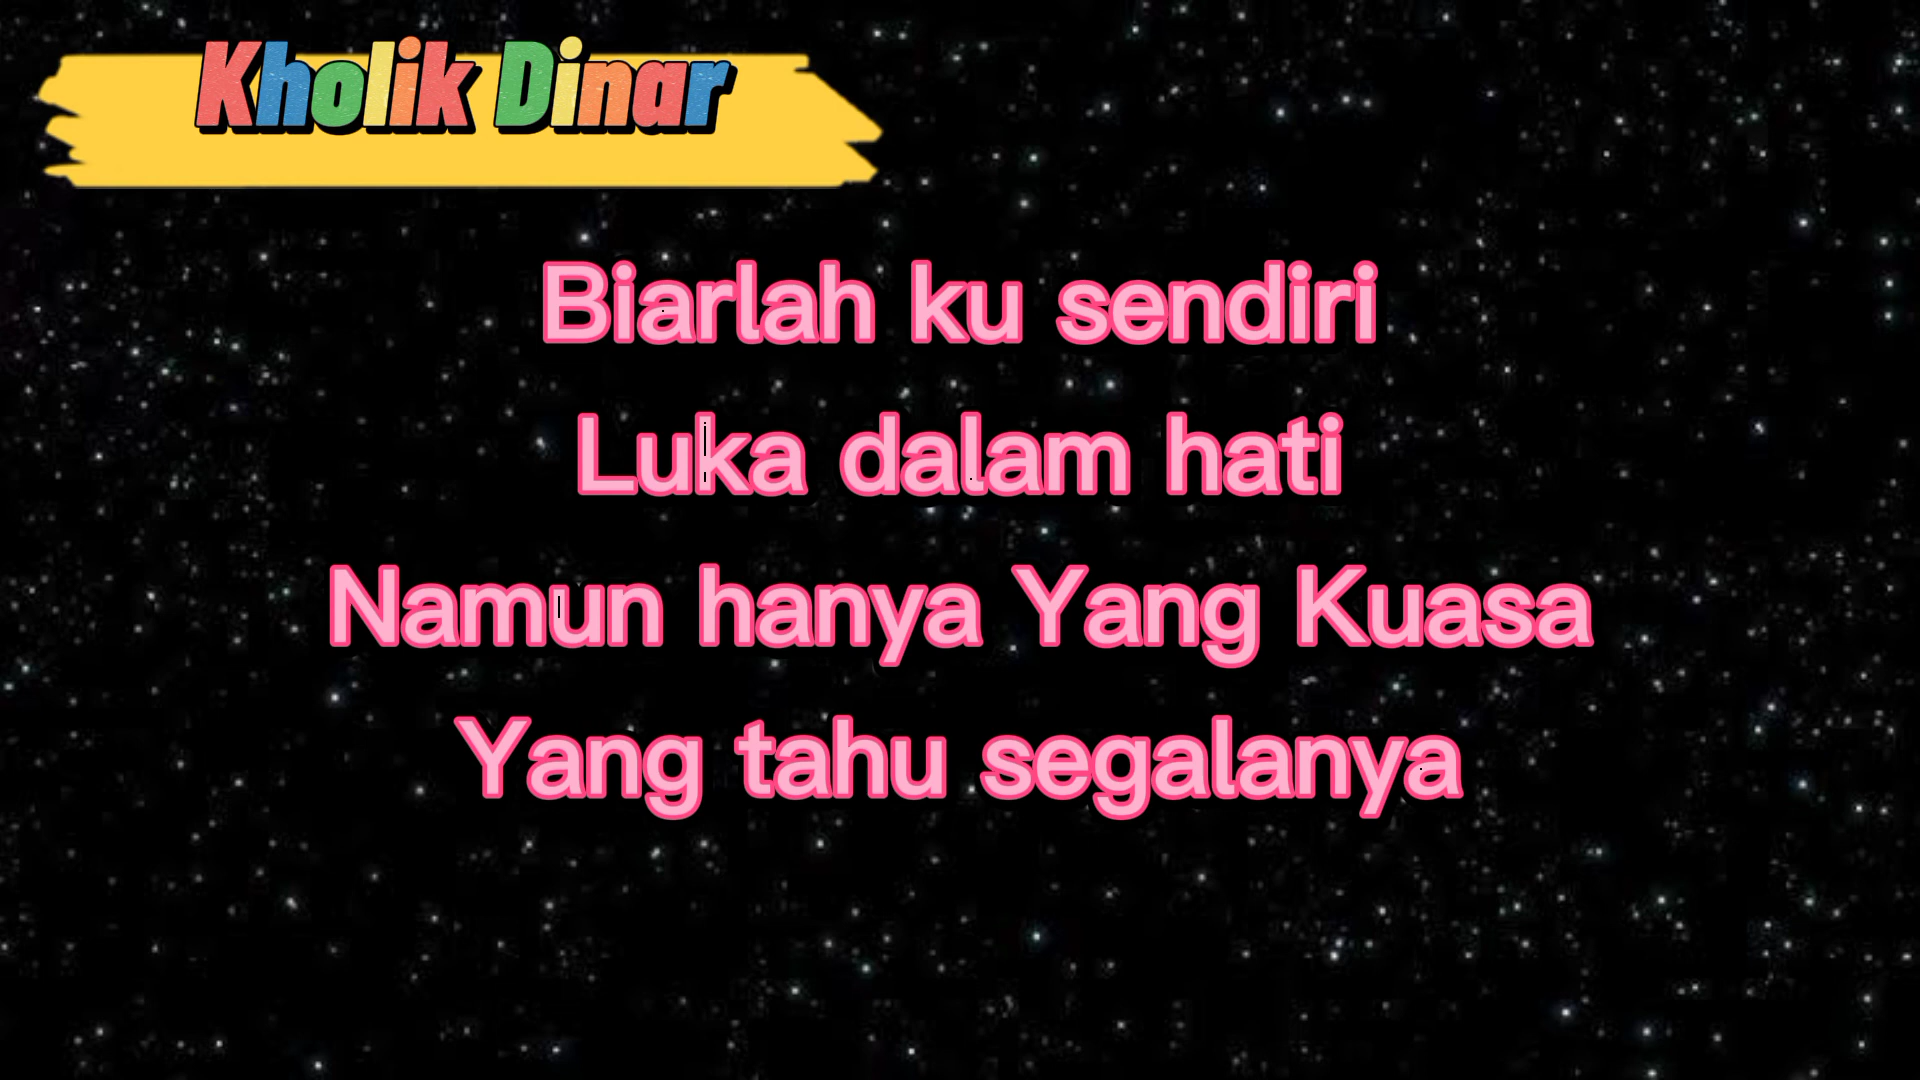 Kholik Dinar
Biarlah ku sendiri
Luka dalam hati
Namun hanya Yang Kuasa
Yang tahu segalanya